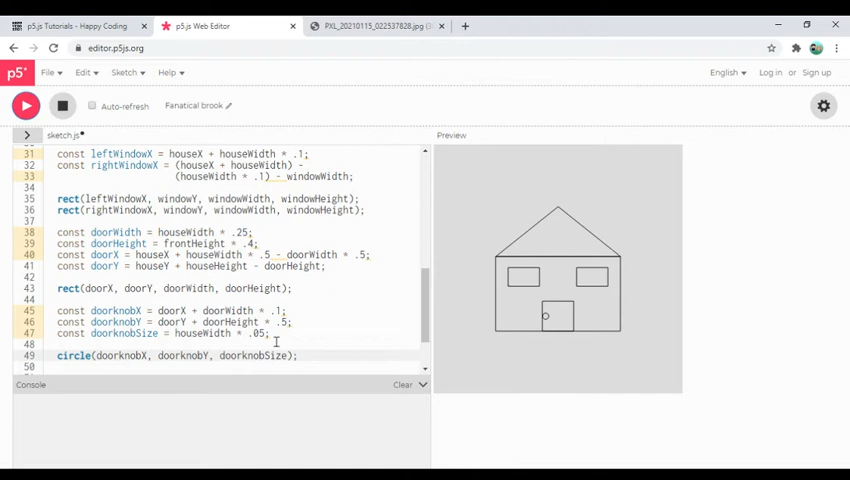 p5.js Tutorials - Happy Coding
p5.js Web Editor
PXL_20210115_022537828.jpg
editor.p5js.org
p5* File Edit Sketch Help English Log in or Sign up
Auto-refresh Fanatical brook
sketch.js
Preview
31 const leftWindowX = houseX + houseWidth * .1;
32 const rightWindowX = (houseX + houseWidth) -
33 (houseWidth * .1) - windowWidth;
34
35 rect(leftWindowX, windowY, windowWidth, windowHeight);
36 rect(rightWindowX, windowY, windowWidth, windowHeight);
37
38 const doorWidth = houseWidth * .25;
39 const doorHeight = frontHeight * .4;
40 const doorX = houseX + houseWidth * .5 - doorWidth * .5;
41 const doorY = houseY + houseHeight - doorHeight;
42
43 rect(doorX, doorY, doorWidth, doorHeight);
44
45 const doorknobX = doorX + doorWidth * .1;
46 const doorknobY = doorY + doorHeight * .5;
47 const doorknobSize = houseWidth * .05;
48
49 circle(doorknobX, doorknobY, doorknobSize);
50
Console Clear